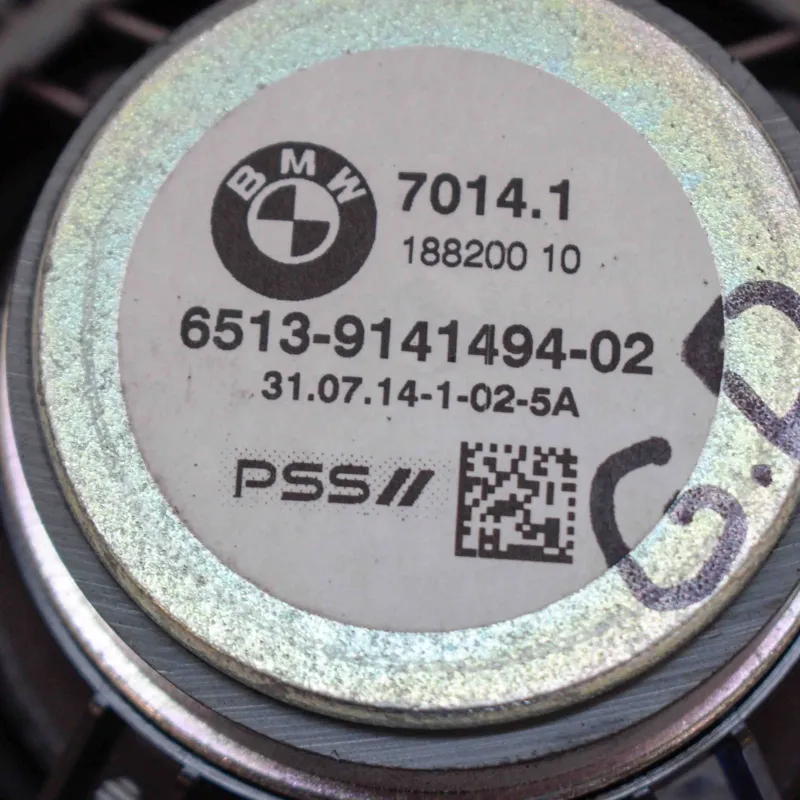 BMW
7014.1
188200 10
6513-9141494-02
31.07.14-1-02-5A
PSS//
G.P